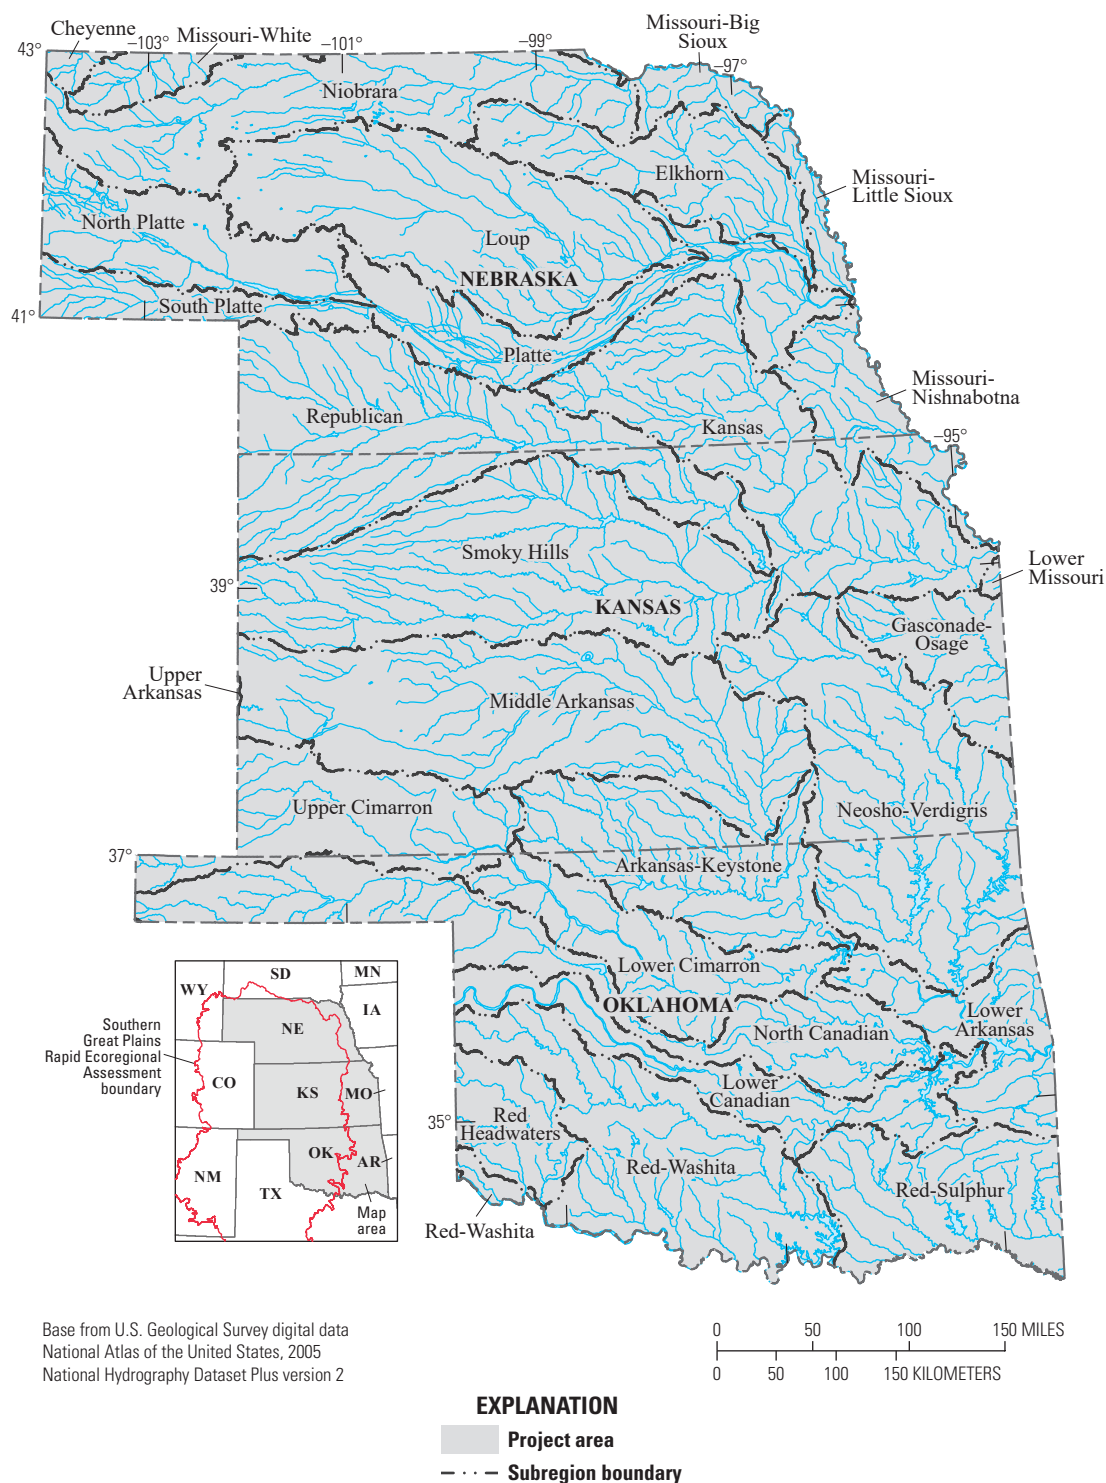 Cheyenne
Missouri-White
Missouri-Big
Sioux
43°
–103°
–101°
–99°
–97°
Niobrara
Elkhorn
Missouri-
Little Sioux
North Platte
Loup
NEBRASKA
South Platte
41°
Platte
Missouri-
Nishnabotna
Republican
Kansas
–95°
Smoky Hills
Lower
Missouri
39°
KANSAS
Gasconade-
Osage
Upper
Arkansas
Middle Arkansas
Upper Cimarron
Neosho-Verdigris
37°
Arkansas-Keystone
Lower Cimarron
OKLAHOMA
North Canadian
Lower
Arkansas
Lower
Canadian
35°
Red
Headwaters
Red-Washita
Red-Sulphur
Red-Washita
SD
MN
WY
IA
NE
Southern
Great Plains
Rapid Ecoregional
Assessment
boundary
CO
KS
MO
OK
AR
NM
TX
Map
area
Base from U.S. Geological Survey digital data
National Atlas of the United States, 2005
National Hydrography Dataset Plus version 2
0 50 100 150 MILES
0 50 100 150 KILOMETERS
EXPLANATION
Project area
Subregion boundary